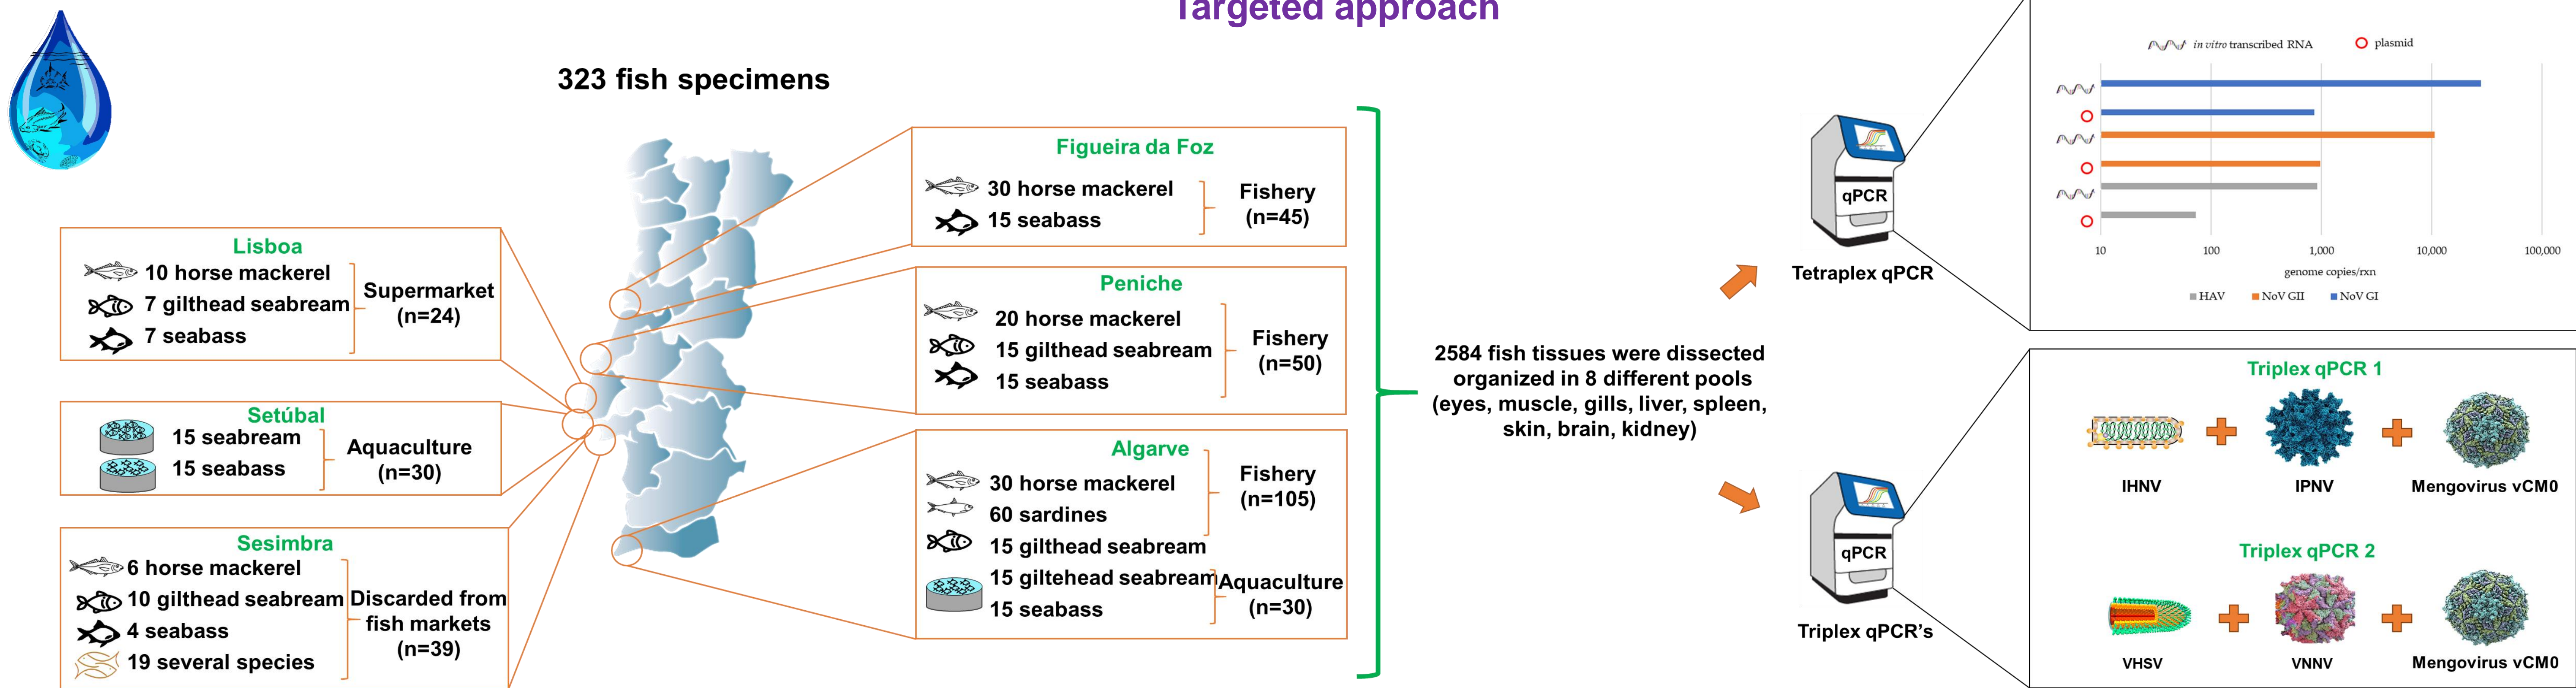 Targeted approach
323 fish specimens
Lisboa
10 horse mackerel
7 gilthead seabream
7 seabass
Supermarket
(n=24)
Setúbal
15 seabream
15 seabass
Aquaculture
(n=30)
Sesimbra
6 horse mackerel
10 gilthead seabream
4 seabass
19 several species
Discarded from
fish markets
(n=39)
Figueira da Foz
30 horse mackerel
15 seabass
Fishery
(n=45)
Peniche
20 horse mackerel
15 gilthead seabream
15 seabass
Fishery
(n=50)
Algarve
30 horse mackerel
60 sardines
15 gilthead seabream
Fishery
(n=105)
15 giltehead seabream
15 seabass
Aquaculture
(n=30)
2584 fish tissues were dissected
organized in 8 different pools
(eyes, muscle, gills, liver, spleen,
skin, brain, kidney)
qPCR
Tetraplex qPCR
qPCR
Triplex qPCR's
in vitro transcribed RNA
plasmid
10 100 1,000 10,000 100,000
genome copies/rxn
HAV NoV GII NoV GI
Triplex qPCR 1
IHNV IPNV Mengovirus vCM0
Triplex qPCR 2
VHSV VNNV Mengovirus vCM0